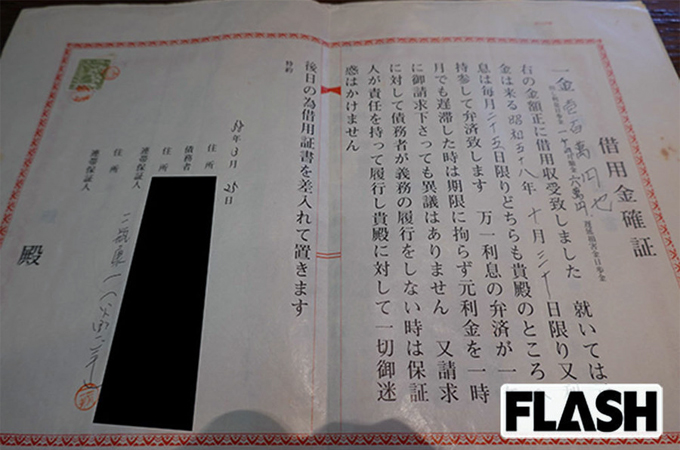 借用金確証
一金壱百萬円也
右の金額正に借用収受致しました 就いては
金は来る昭和五十八年 十月 日限り又利
息は毎月二十五日限りどちらも貴殿のところへ
持参して弁済致します 万一利息の弁済が一ヶ
月でも遅滞した時は期限に拘らず元利金を一時
に御請求下さっても異議はありません 又請求
に対して債務者が義務の履行をしない時は保証
人が責任を持って履行し貴殿に対して一切御迷
惑はかけません
特約
後日の為借用証書を差入れて置きます
年 月 日
住所
債務者
住所
連帯保証人
住所
連帯保証人
殿
FLASH